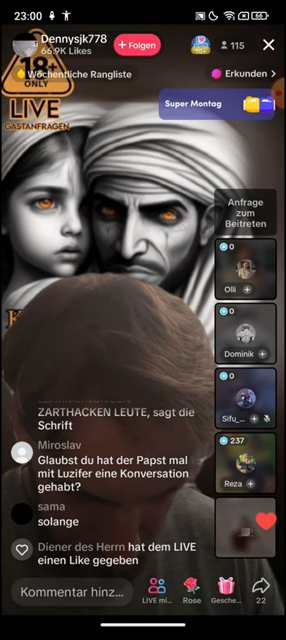 23:00
66
Dennysjk778
66.9K Likes
+ Folgen
115
18+
ONLY
LIVE
GASTANFRAGEN
Wöchentliche Rangliste
Erkunden >
Super Montag
Anfrage
zum
Beitreten
0
Olli +
0
Dominik +
0
Sifu_... +
237
Reza +
ZARTHACKEN LEUTE, sagt die
Schrift
Miroslav
Glaubst du hat der Papst mal
mit Luzifer eine Konversation
gehabt?
sama
solange
Diener des Herrn hat dem LIVE
einen Like gegeben
Kommentar hinz...
LIVE mi...
Rose
Gesche...
22